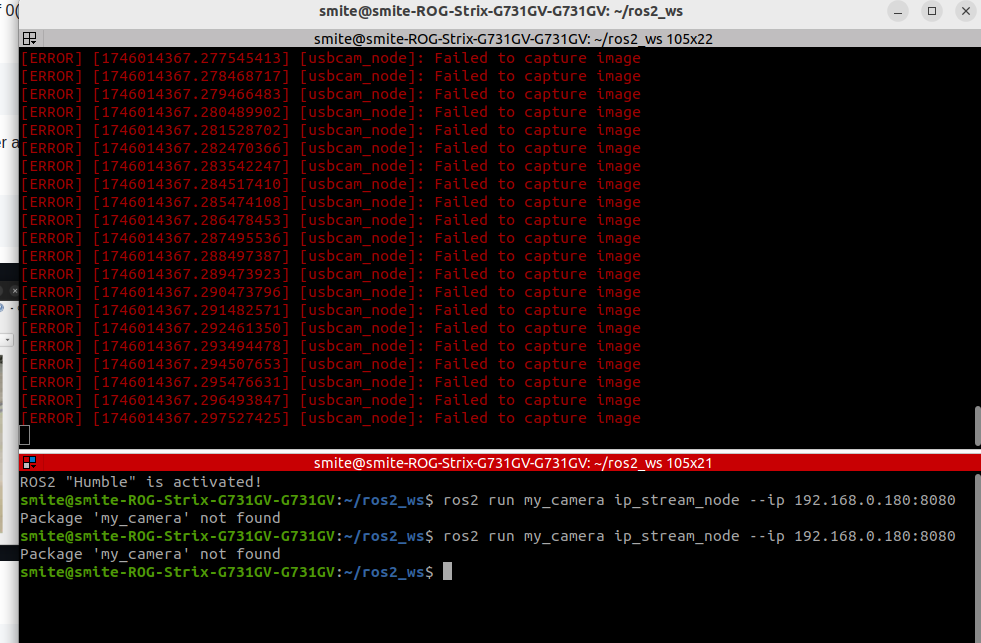 f 0(
smite@smite-ROG-Strix-G731GV-G731GV: ~/ros2_ws
smite@smite-ROG-Strix-G731GV-G731GV: ~/ros2_ws 105x22
[ERROR] [1746014367.277545413] [usbcam_node]: Failed to capture image
[ERROR] [1746014367.278468717] [usbcam_node]: Failed to capture image
[ERROR] [1746014367.279466483] [usbcam_node]: Failed to capture image
[ERROR] [1746014367.280489902] [usbcam_node]: Failed to capture image
[ERROR] [1746014367.281528702] [usbcam_node]: Failed to capture image
er a
[ERROR] [1746014367.282470366] [usbcam_node]: Failed to capture image
[ERROR] [1746014367.283542247] [usbcam_node]: Failed to capture image
[ERROR] [1746014367.284517410] [usbcam_node]: Failed to capture image
[ERROR] [1746014367.285474108] [usbcam_node]: Failed to capture image
[ERROR] [1746014367.286478453] [usbcam_node]: Failed to capture image
[ERROR] [1746014367.287495536] [usbcam_node]: Failed to capture image
[ERROR] [1746014367.288497387] [usbcam_node]: Failed to capture image
[ERROR] [1746014367.289473923] [usbcam_node]: Failed to capture image
[ERROR] [1746014367.290473796] [usbcam_node]: Failed to capture image
[ERROR] [1746014367.291482571] [usbcam_node]: Failed to capture image
[ERROR] [1746014367.292461350] [usbcam_node]: Failed to capture image
[ERROR] [1746014367.293494478] [usbcam_node]: Failed to capture image
[ERROR] [1746014367.294507653] [usbcam_node]: Failed to capture image
[ERROR] [1746014367.295476631] [usbcam_node]: Failed to capture image
[ERROR] [1746014367.296493847] [usbcam_node]: Failed to capture image
[ERROR] [1746014367.297527425] [usbcam_node]: Failed to capture image
smite@smite-ROG-Strix-G731GV-G731GV: ~/ros2_ws 105x21
ROS2 "Humble" is activated!
smite@smite-ROG-Strix-G731GV-G731GV:~/ros2_ws$ ros2 run my_camera ip_stream_node --ip 192.168.0.180:8080
Package 'my_camera' not found
smite@smite-ROG-Strix-G731GV-G731GV:~/ros2_ws$ ros2 run my_camera ip_stream_node --ip 192.168.0.180:8080
Package 'my_camera' not found
smite@smite-ROG-Strix-G731GV-G731GV:~/ros2_ws$